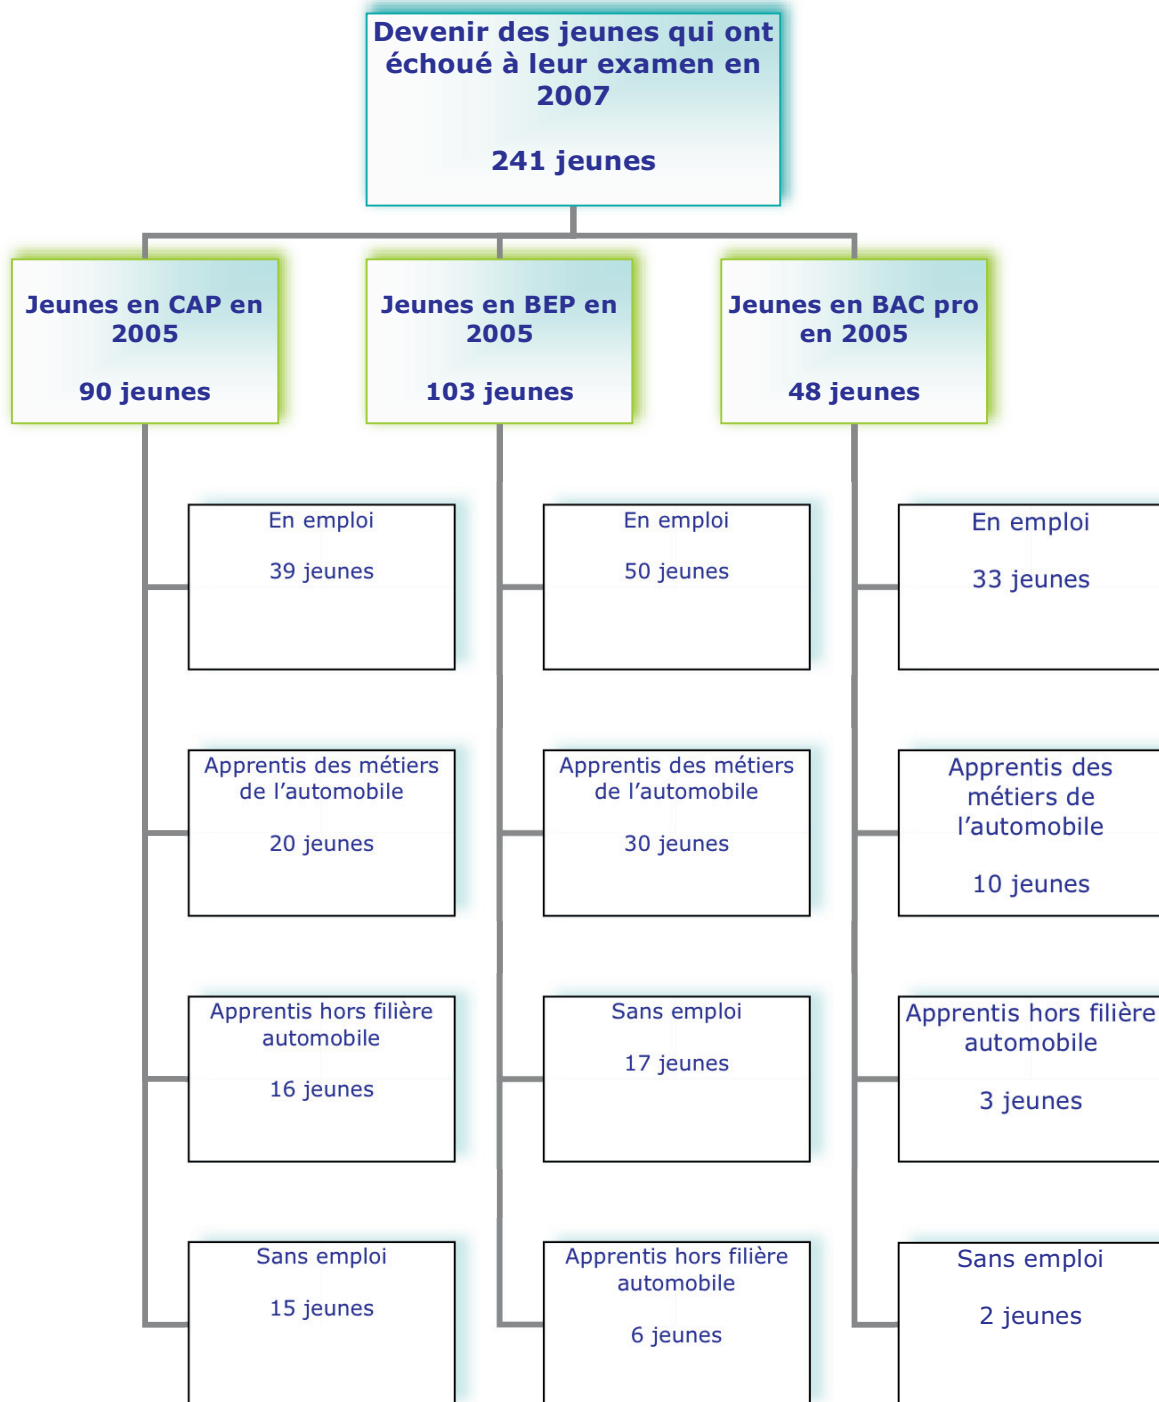 Devenir des jeunes qui ont
échoué à leur examen en
2007
241 jeunes
Jeunes en CAP en
2005
90 jeunes
Jeunes en BEP en
2005
103 jeunes
Jeunes en BAC pro
en 2005
48 jeunes
En emploi
39 jeunes
En emploi
50 jeunes
En emploi
33 jeunes
Apprentis des métiers
de l’automobile
20 jeunes
Apprentis des métiers
de l’automobile
30 jeunes
Apprentis des
métiers de
l’automobile
10 jeunes
Apprentis hors filière
automobile
16 jeunes
Sans emploi
17 jeunes
Apprentis hors filière
automobile
3 jeunes
Sans emploi
15 jeunes
Apprentis hors filière
automobile
6 jeunes
Sans emploi
2 jeunes